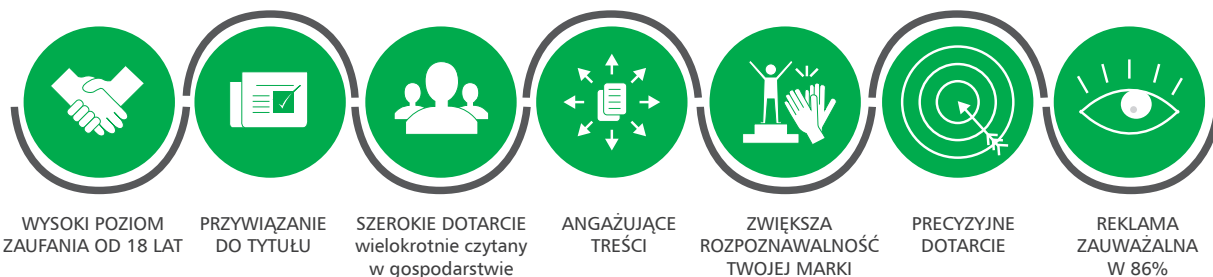 WYSOKI POZIOM
ZAUFANIA OD 18 LAT
PRZYWIĄZANIE
DO TYTUŁU
SZEROKIE DOTARCIE
wielokrotnie czytany
w gospodarstwie
ANGAŻUJĄCE
TREŚCI
ZWIĘKSZA
ROZPOZNAWALNOŚĆ
TWOJEJ MARKI
PRECYZYJNE
DOTARCIE
REKLAMA
ZAUWAŻALNA
W 86%